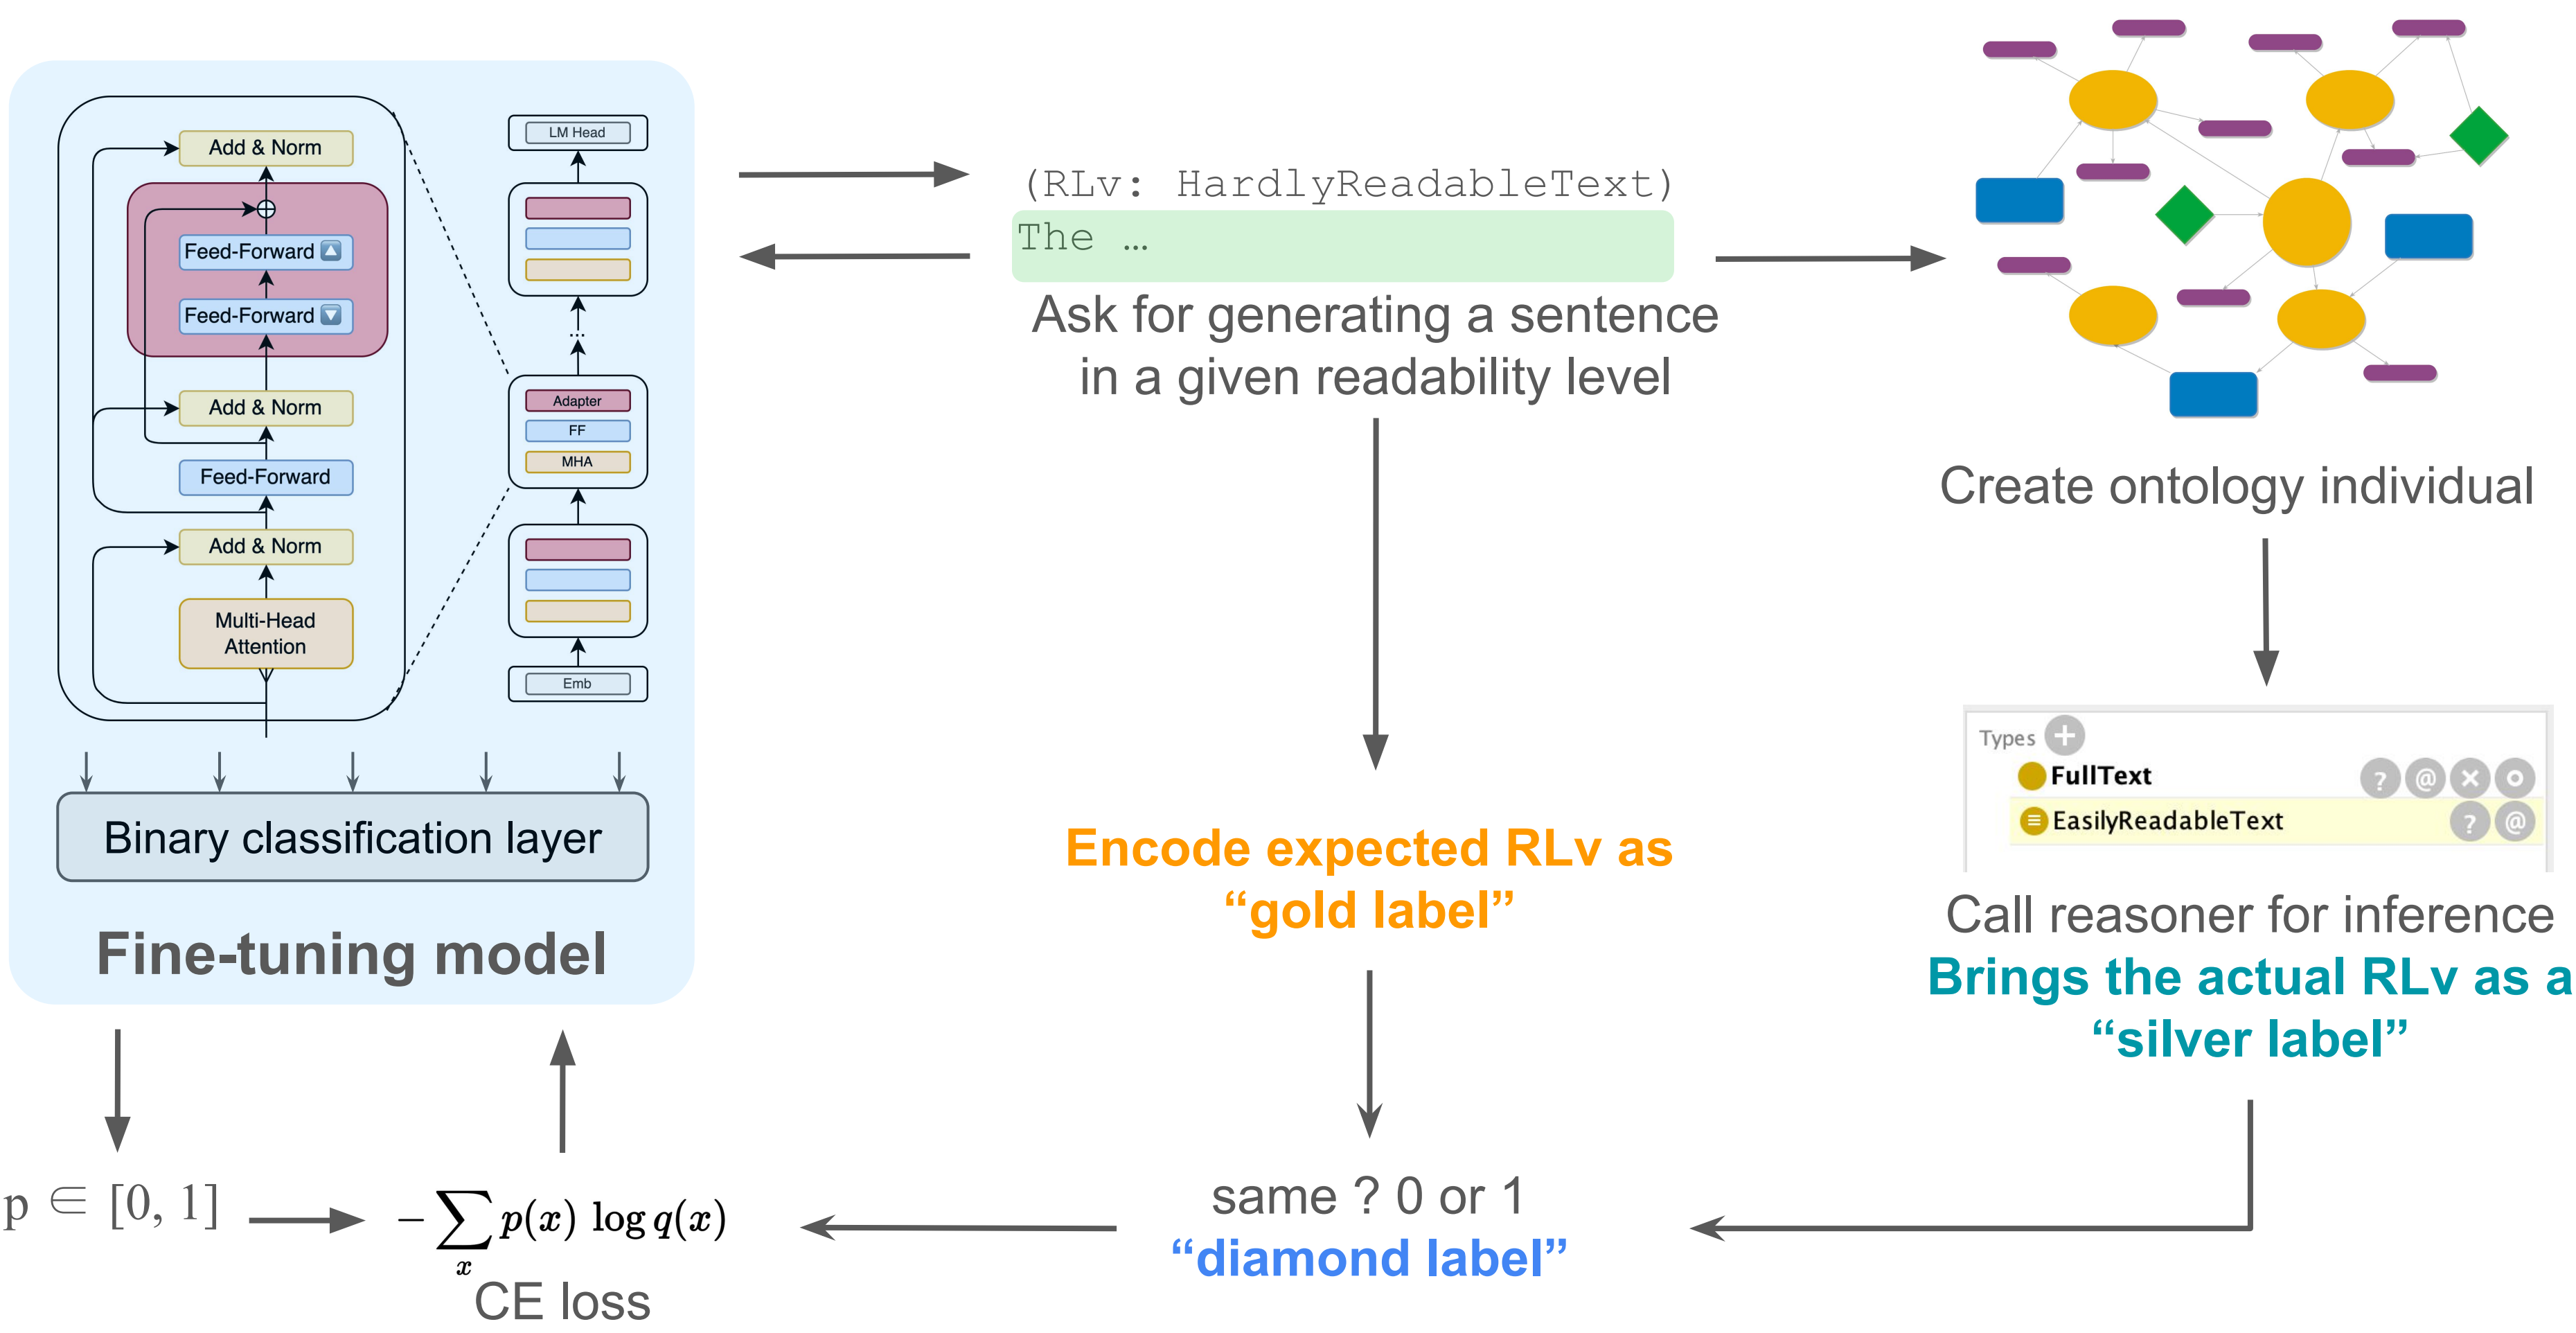 Add & Norm
Feed-Forward
Feed-Forward
Add & Norm
Feed-Forward
Add & Norm
Multi-Head
Attention
LM Head
...
Adapter
FF
MHA
Emb
Binary classification layer
Fine-tuning model
p ∈ [0, 1]
− ∑ₓ p(x) log q(x)
CE loss
(RLv: HardlyReadableText)
The …
Ask for generating a sentence
in a given readability level
Encode expected RLv as
“gold label”
same ? 0 or 1
“diamond label”
Create ontology individual
Types +
FullText ? @ × o
EasilyReadableText ? @
Call reasoner for inference
Brings the actual RLv as a
“silver label”